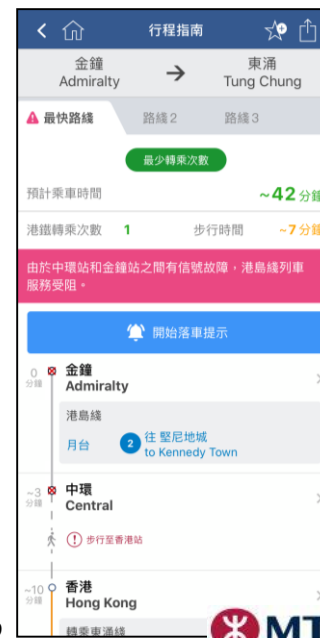 行程指南
金鐘
Admiralty
→
東涌
Tung Chung
最快路綫
路綫 2
路綫 3
最少轉乘次數
預計乘車時間
~42 分鐘
港鐵轉乘次數 1
步行時間 ~7 分鐘
由於中環站和金鐘站之間有信號故障，港島綫列車
服務受阻。
開始落車提示
0
分鐘
金鐘
Admiralty
港島綫
月台 2 往 堅尼地城
to Kennedy Town
~3
分鐘
中環
Central
步行至香港站
~10
分鐘
香港
Hong Kong
轉乘東涌綫
MT